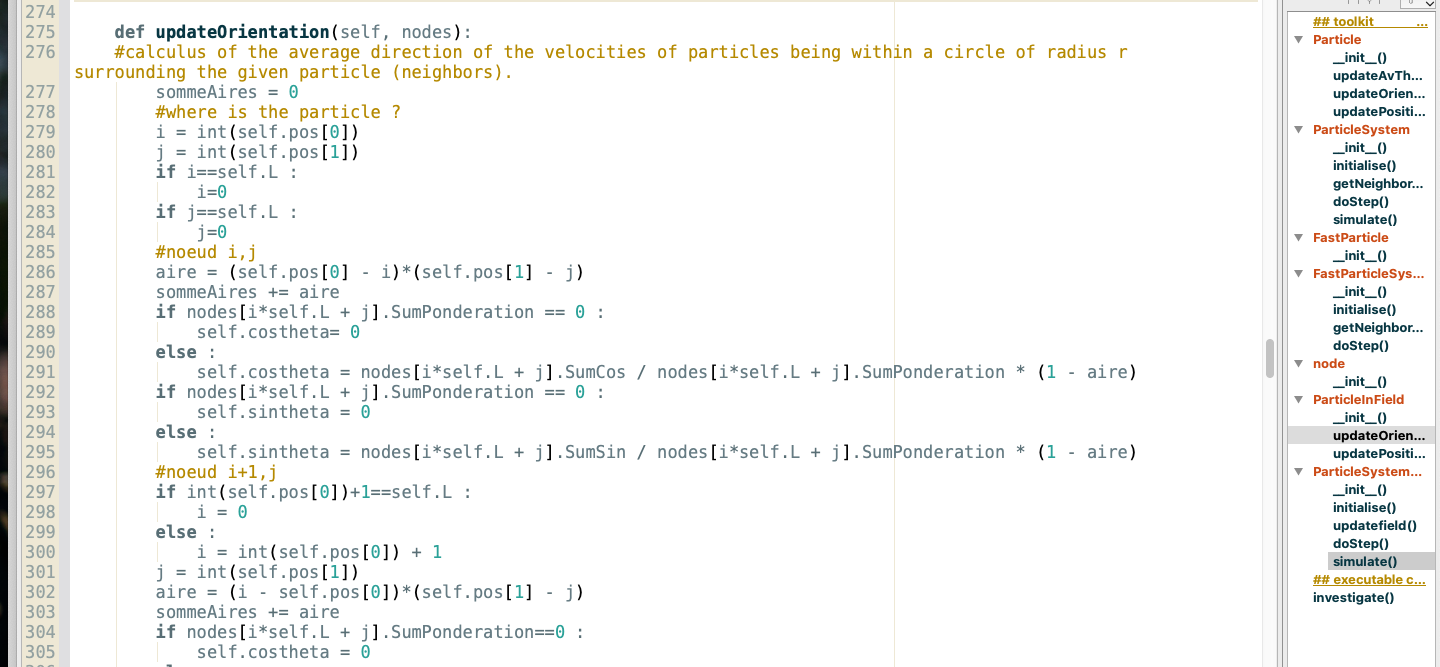 274
275 def updateOrientation(self, nodes):
276 #calculus of the average direction of the velocities of particles being within a circle of radius r
surrounding the given particle (neighbors).
277 sommeAires = 0
278 #where is the particle ?
279 i = int(self.pos[0])
280 j = int(self.pos[1])
281 if i==self.L :
282 i=0
283 if j==self.L :
284 j=0
285 #noeud i,j
286 aire = (self.pos[0] - i)*(self.pos[1] - j)
287 sommeAires += aire
288 if nodes[i*self.L + j].SumPonderation == 0 :
289 self.costheta= 0
290 else :
291 self.costheta = nodes[i*self.L + j].SumCos / nodes[i*self.L + j].SumPonderation * (1 - aire)
292 if nodes[i*self.L + j].SumPonderation == 0 :
293 self.sintheta = 0
294 else :
295 self.sintheta = nodes[i*self.L + j].SumSin / nodes[i*self.L + j].SumPonderation * (1 - aire)
296 #noeud i+1,j
297 if int(self.pos[0])+1==self.L :
298 i = 0
299 else :
300 i = int(self.pos[0]) + 1
301 j = int(self.pos[1])
302 aire = (i - self.pos[0])*(self.pos[1] - j)
303 sommeAires += aire
304 if nodes[i*self.L + j].SumPonderation==0 :
305 self.costheta = 0
## toolkit ...
Particle
__init__()
updateAvTh...
updateOrien...
updatePositi...
ParticleSystem
__init__()
initialise()
getNeighbor...
doStep()
simulate()
FastParticle
__init__()
FastParticleSys...
__init__()
initialise()
getNeighbor...
doStep()
node
__init__()
ParticleInField
__init__()
updateOrien...
updatePositi...
ParticleSystem...
__init__()
initialise()
updatefield()
doStep()
simulate()
## executable c...
investigate()